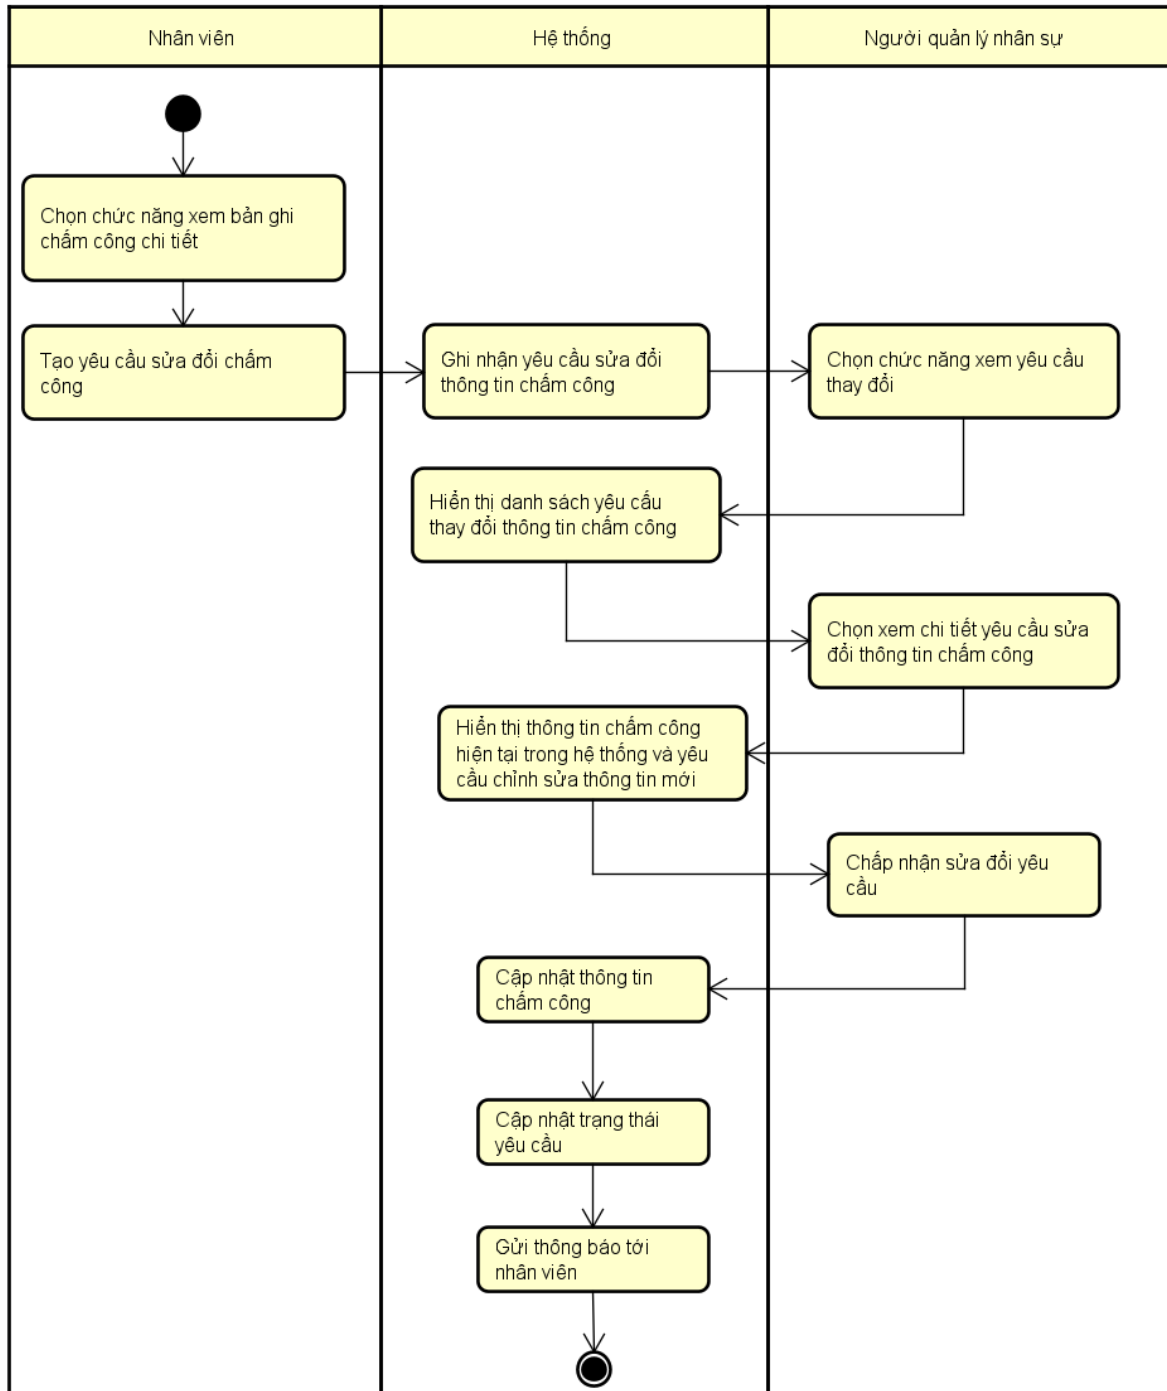 Nhân viên
Hệ thống
Người quản lý nhân sự
Chọn chức năng xem bản ghi
chấm công chi tiết
Tạo yêu cầu sửa đổi chấm
công
Ghi nhận yêu cầu sửa đổi
thông tin chấm công
Chọn chức năng xem yêu cầu
thay đổi
Hiển thị danh sách yêu cấu
thay đổi thông tin chấm công
Chọn xem chi tiết yêu cầu sửa
đổi thông tin chấm công
Hiển thị thông tin chấm công
hiện tại trong hệ thống và yêu
cầu chỉnh sửa thông tin mới
Chấp nhận sửa đổi yêu
cầu
Cập nhật thông tin
chấm công
Cập nhật trạng thái
yêu cầu
Gửi thông báo tới
nhân viên